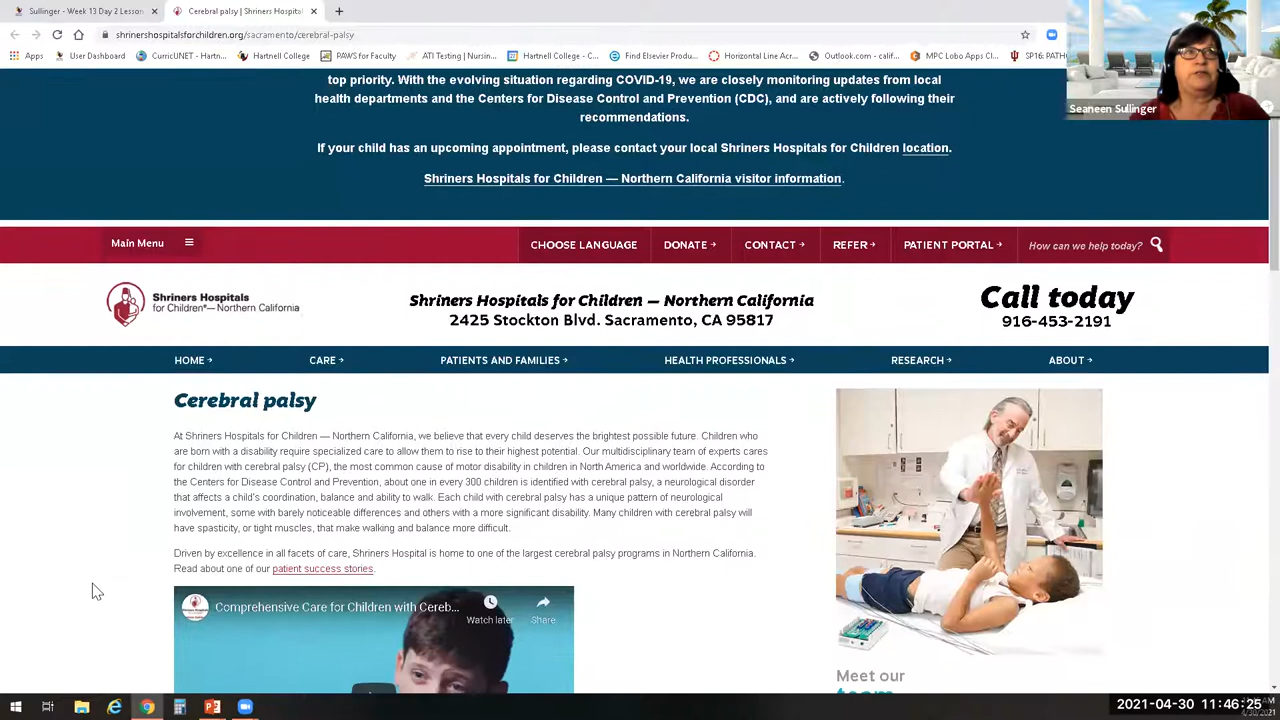 Sullinger - Week 13 Day 2 Lesson
Cerebral palsy | Shriners Hospita
shrinershospitalsforchildren.org/sacramento/cerebral-palsy
Apps
User Dashboard
CurricUNET - Hartn...
Hartnell College - C...
PAWS for Faculty
ATI Testing | Nursin...
Hartnell College C...
Find Elsevier Produ...
Horizontal Line Acr...
Outlook.com - calif...
MPC Lobo Apps Cl...
SP16: PATH
Seaneen Sullinger
top priority. With the evolving situation regarding COVID-19, we are closely monitoring updates from local
health departments and the Centers for Disease Control and Prevention (CDC), and are actively following their
recommendations.
If your child has an upcoming appointment, please contact your local Shriners Hospitals for Children location.
Shriners Hospitals for Children — Northern California visitor information.
Main Menu
CHOOSE LANGUAGE
DONATE
CONTACT
REFER
PATIENT PORTAL
How can we help today?
Shriners Hospitals
for Children®— Northern California
Shriners Hospitals for Children — Northern California
2425 Stockton Blvd. Sacramento, CA 95817
Call today
916-453-2191
HOME
CARE
PATIENTS AND FAMILIES
HEALTH PROFESSIONALS
RESEARCH
ABOUT
Cerebral palsy
At Shriners Hospitals for Children — Northern California, we believe that every child deserves the brightest possible future. Children who
are born with a disability require specialized care to allow them to rise to their highest potential. Our multidisciplinary team of experts cares
for children with cerebral palsy (CP), the most common cause of motor disability in children in North America and worldwide. According to
the Centers for Disease Control and Prevention, about one in every 300 children is identified with cerebral palsy, a neurological disorder
that affects a child's coordination, balance and ability to walk. Each child with cerebral palsy has a unique pattern of neurological
involvement, some with barely noticeable differences and others with a more significant disability. Many children with cerebral palsy will
have spasticity, or tight muscles, that make walking and balance more difficult.
Driven by excellence in all facets of care, Shriners Hospital is home to one of the largest cerebral palsy programs in Northern California.
Read about one of our patient success stories.
Comprehensive Care for Children with Cereb...
Watch later
Share
Meet our
team
2021-04-30 11:46:25